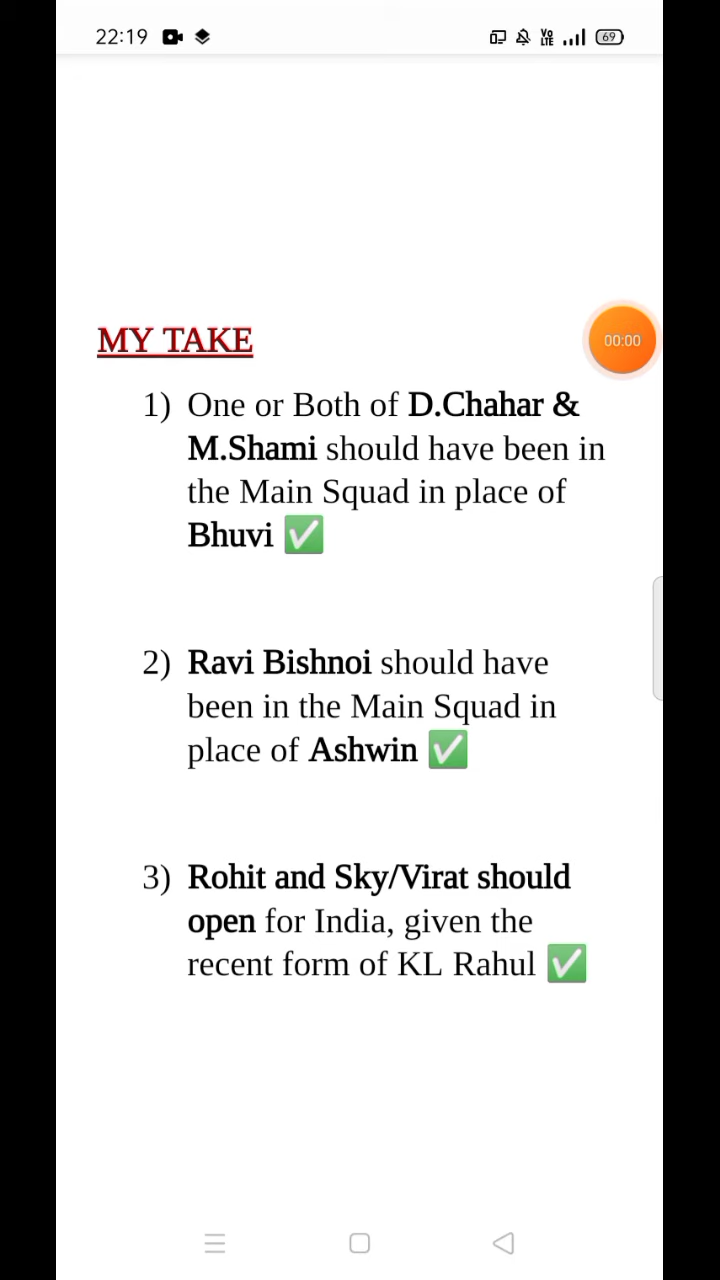 22:19
VO LTE
69
MY TAKE
00:00
1) One or Both of D.Chahar &
M.Shami should have been in
the Main Squad in place of
Bhuvi ✅
2) Ravi Bishnoi should have
been in the Main Squad in
place of Ashwin ✅
3) Rohit and Sky/Virat should
open for India, given the
recent form of KL Rahul ✅